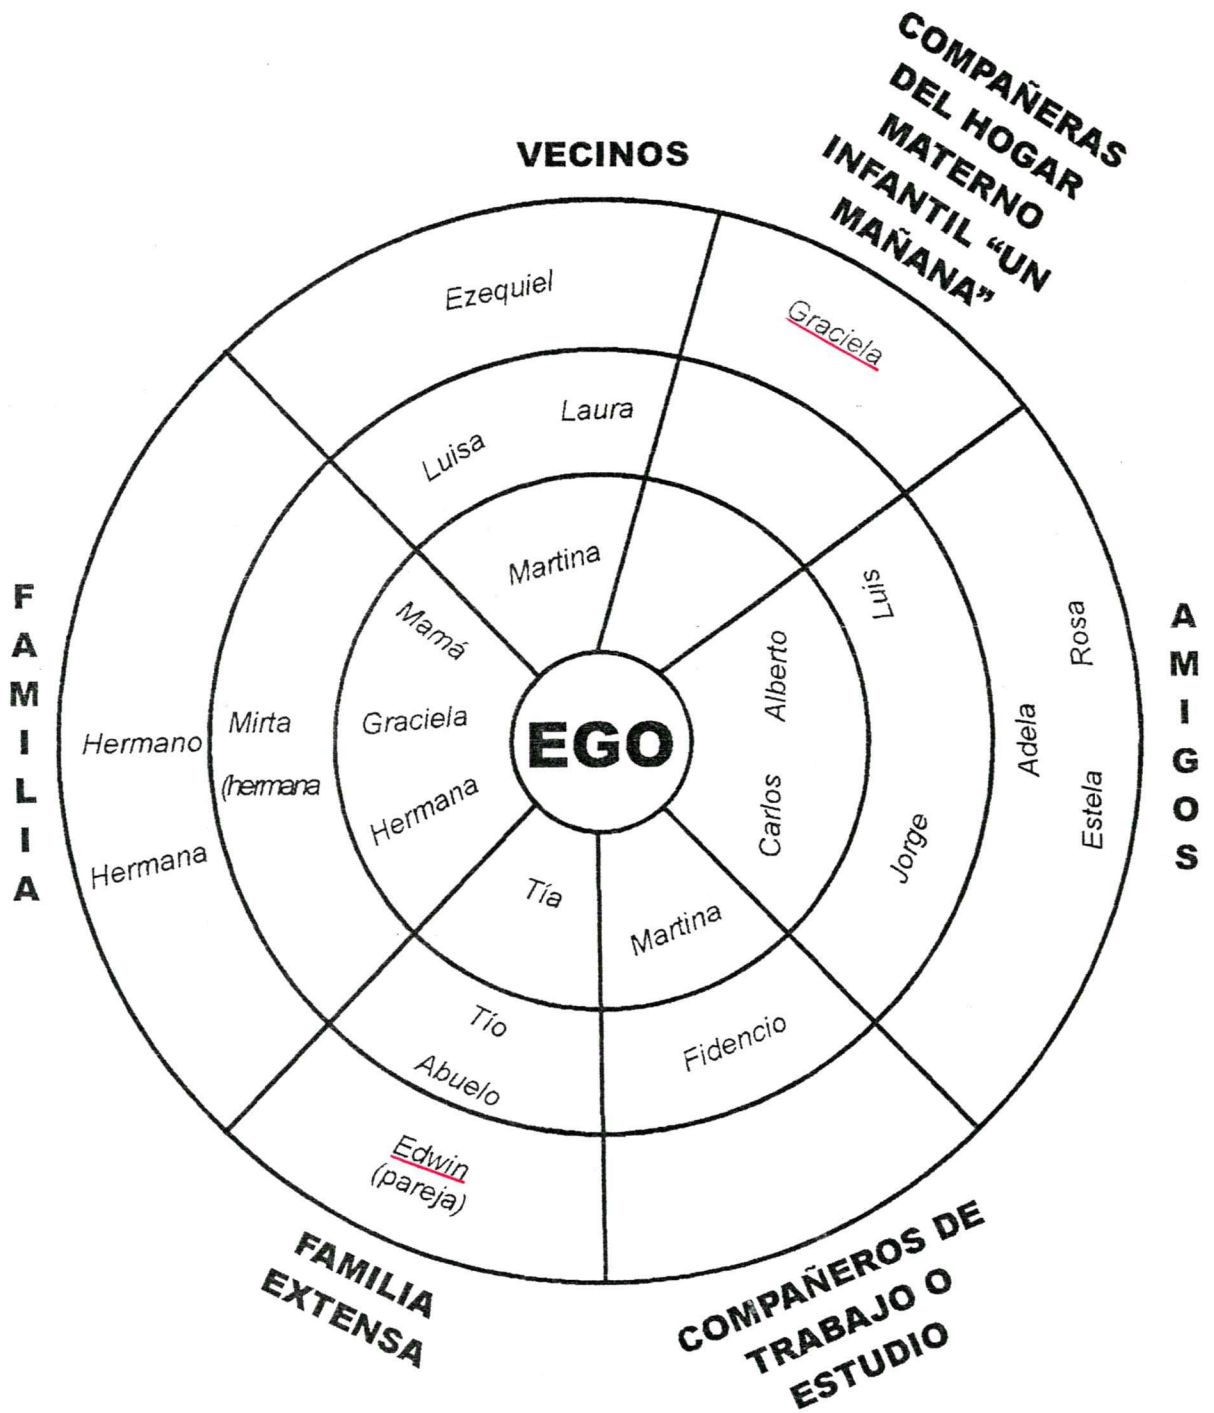 COMPAÑERAS
DEL HOGAR
MATERNO
INFANTIL “UN
MAÑANA”
VECINOS
Ezequiel
Graciela
Laura
Luisa
Martina
FAMILIA
Mamá
Graciela
Hermana
Mirta
(hermana
Hermano
Hermana
EGO
Luis
Alberto
Carlos
Jorge
Rosa
Adela
Estela
AMIGOS
Tía
Martina
Tío
Abuelo
Fidencio
Edwin
(pareja)
FAMILIA
EXTENSA
COMPAÑEROS DE
TRABAJO O
ESTUDIO